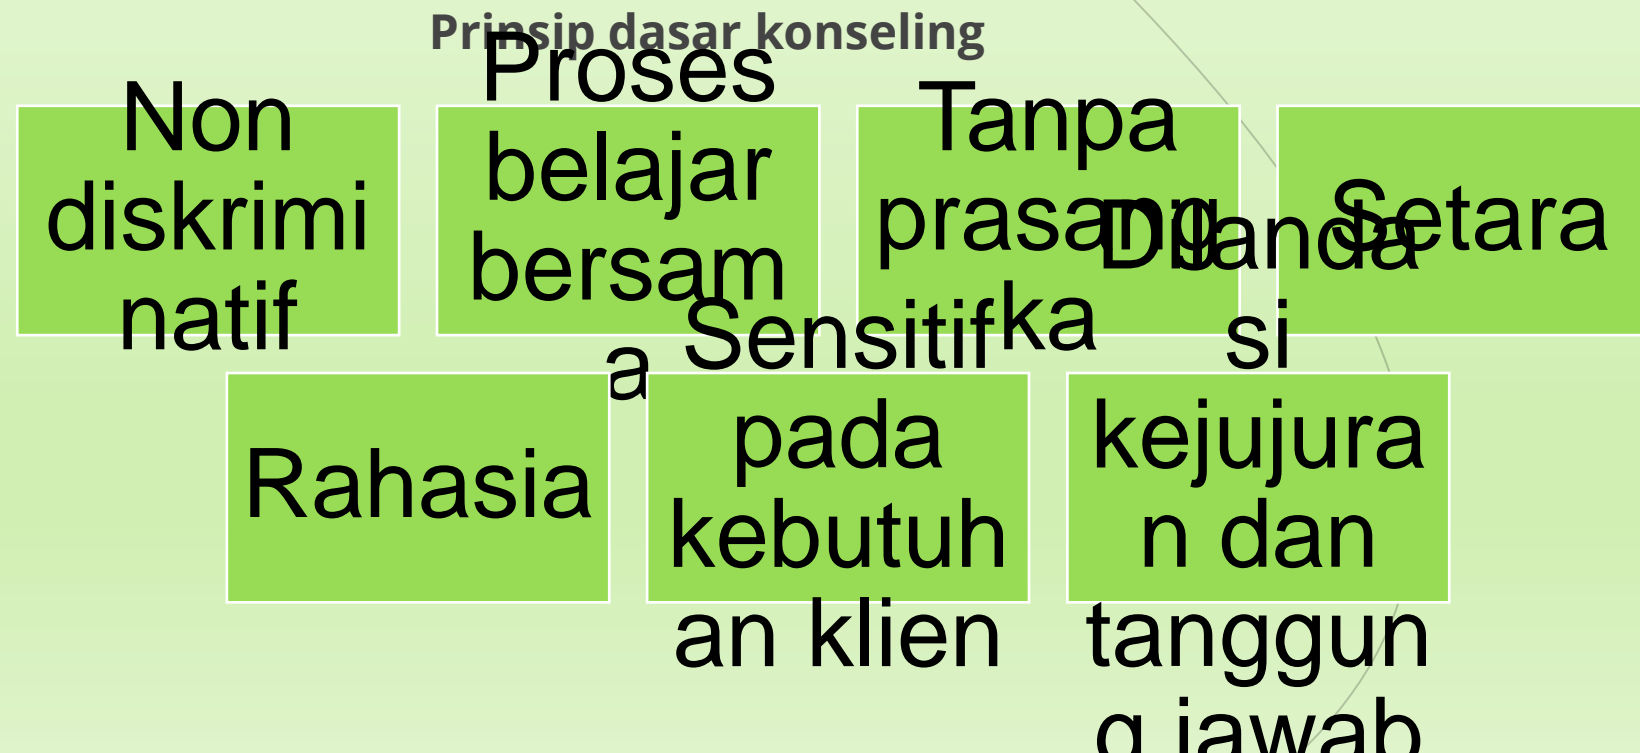 Prinsip dasar konseling
Non
diskrimi
natif
Proses
belajar
bersam
a
Tanpa
prasang
ka
Setara
Rahasia
Sensitif
pada
kebutuh
an klien
Dilanda
si
kejujura
n dan
tanggun
g jawab